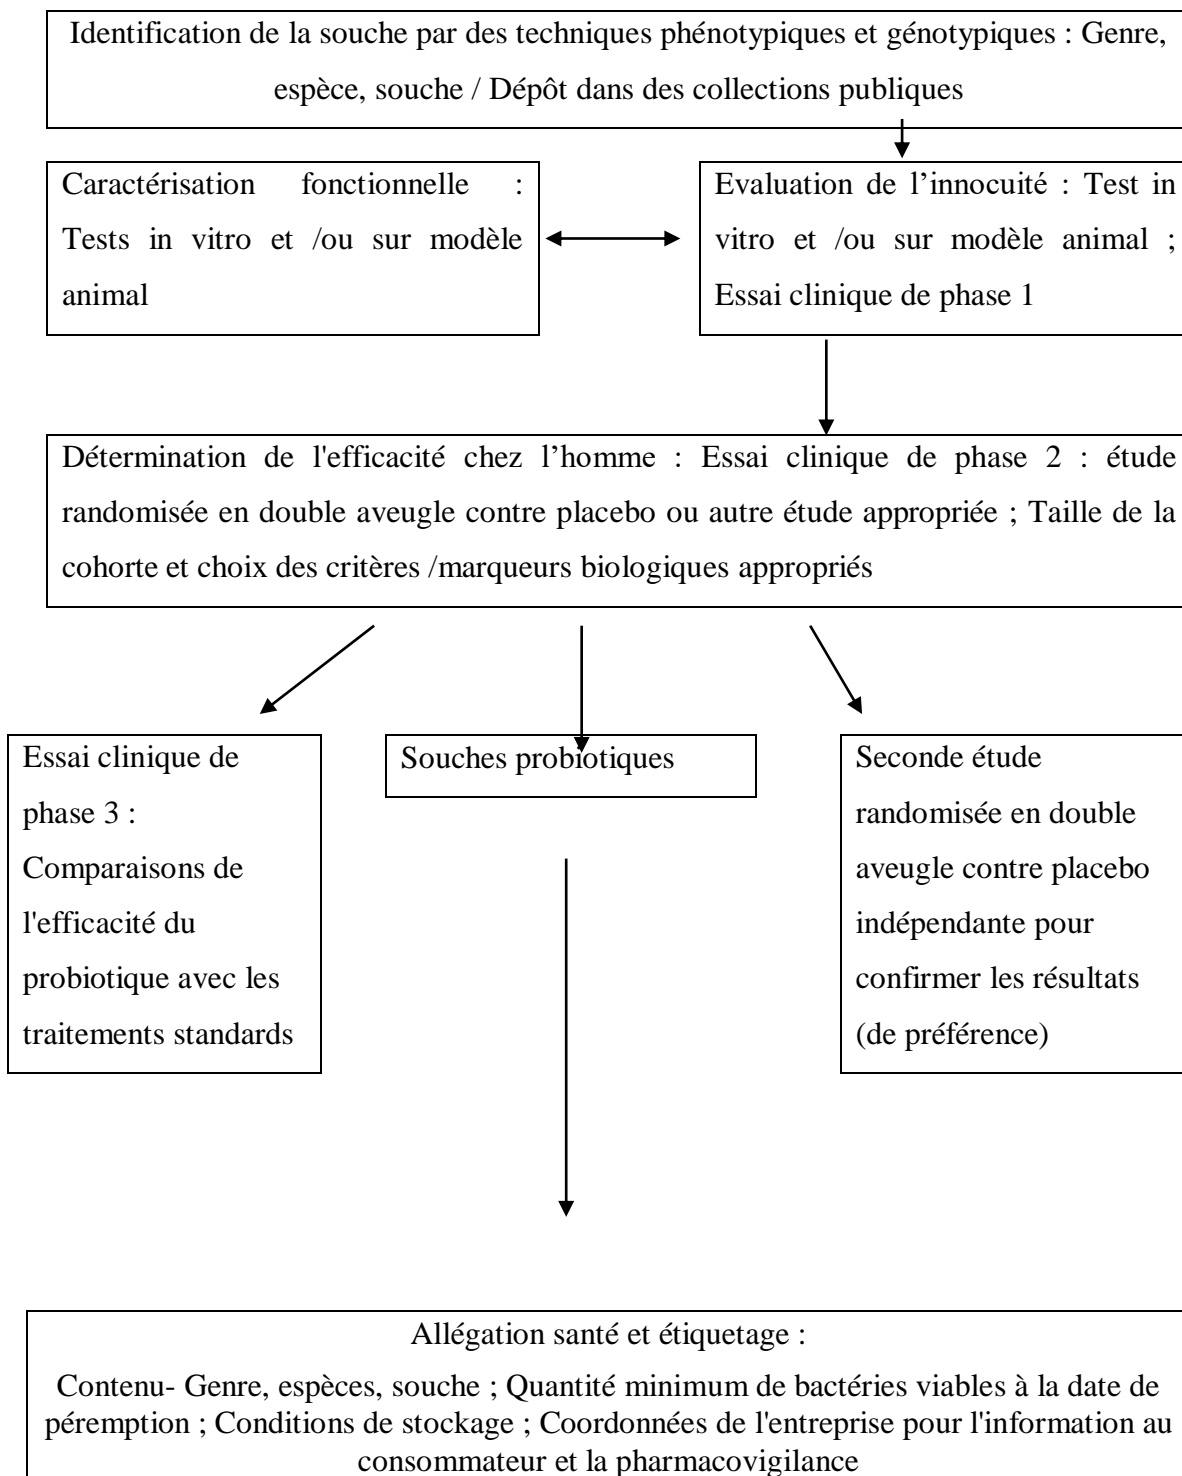 Identification de la souche par des techniques phénotypiques et génotypiques : Genre,
espèce, souche / Dépôt dans des collections publiques
Caractérisation fonctionnelle :
Tests in vitro et /ou sur modèle
animal
Evaluation de l’innocuité : Test in
vitro et /ou sur modèle animal ;
Essai clinique de phase 1
Détermination de l'efficacité chez l’homme : Essai clinique de phase 2 : étude
randomisée en double aveugle contre placebo ou autre étude appropriée ; Taille de la
cohorte et choix des critères /marqueurs biologiques appropriés
Essai clinique de
phase 3 :
Comparaisons de
l'efficacité du
probiotique avec les
traitements standards
Souches probiotiques
Seconde étude
randomisée en double
aveugle contre placebo
indépendante pour
confirmer les résultats
(de préférence)
Allégation santé et étiquetage :
Contenu- Genre, espèces, souche ; Quantité minimum de bactéries viables à la date de
péremption ; Conditions de stockage ; Coordonnées de l'entreprise pour l'information au
consommateur et la pharmacovigilance